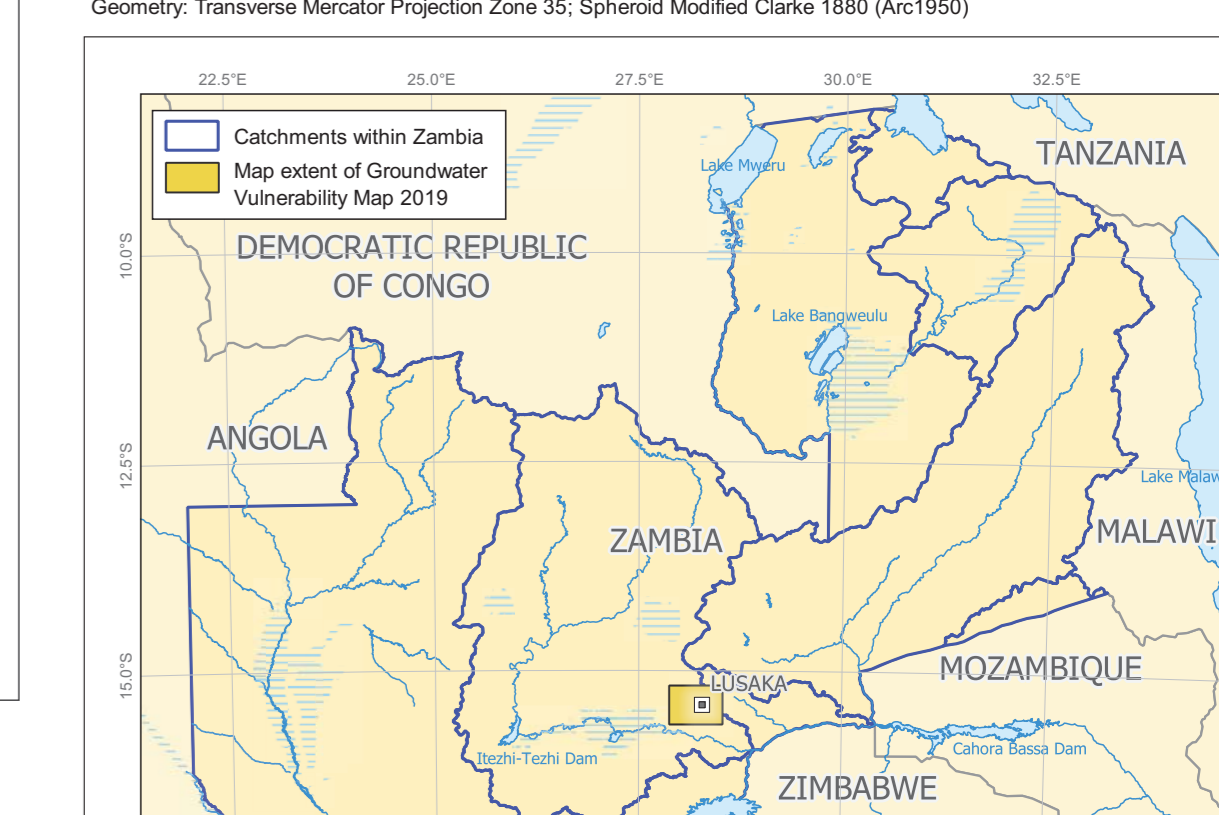 Geometry: Transverse Mercator Projection Zone 35; Spheroid Modified Clarke 1880 (Arc1950)
22.5°E 25.0°E 27.5°E 30.0°E 32.5°E
Catchments within Zambia
Map extent of Groundwater
Vulnerability Map 2019
TANZANIA
Lake Mweru
DEMOCRATIC REPUBLIC
OF CONGO
10.0°S
Lake Bangweulu
ANGOLA
12.5°S
Lake Malaw
ZAMBIA
MALAWI
15.0°S
MOZAMBIQUE
LUSAKA
Itezhi-Tezhi Dam
Cahora Bassa Dam
ZIMBABWE